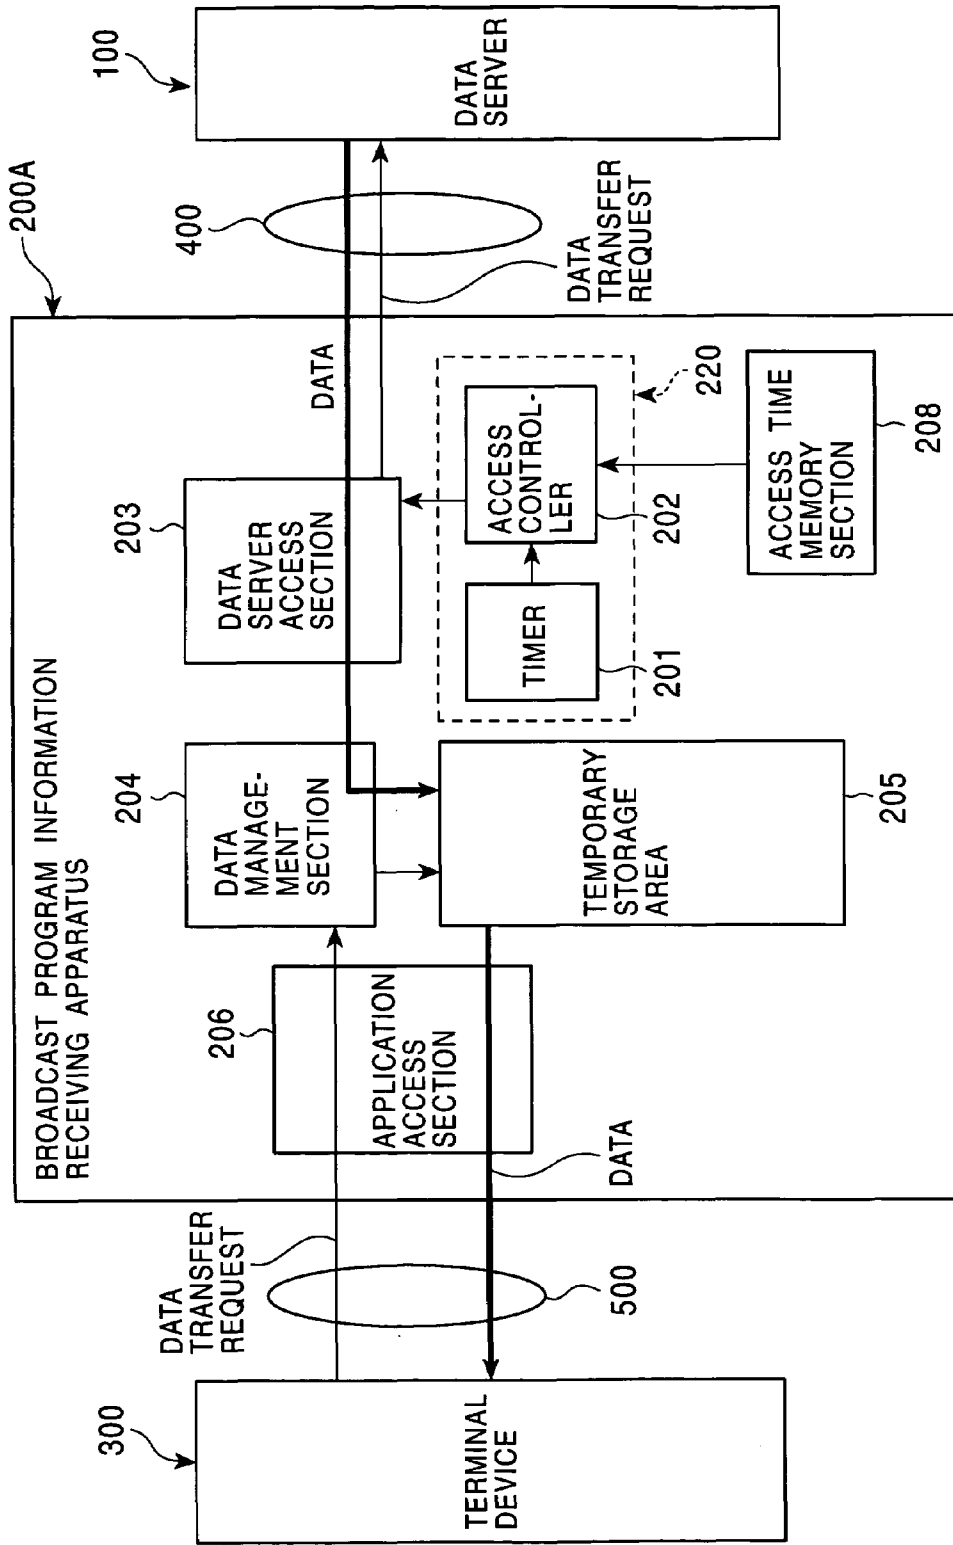 BROADCAST PROGRAM INFORMATION
RECEIVING APPARATUS
200A
300
TERMINAL
DEVICE
DATA
TRANSFER
REQUEST
500
206
APPLICATION
ACCESS
SECTION
DATA
204
DATA
MANAGE-
MENT
SECTION
TEMPORARY
STORAGE
AREA
205
203
DATA
SERVER
ACCESS
SECTION
DATA
TIMER
201
ACCESS
CONTROL-
LER
202
220
ACCESS TIME
MEMORY
SECTION
208
400
DATA
TRANSFER
REQUEST
100
DATA
SERVER